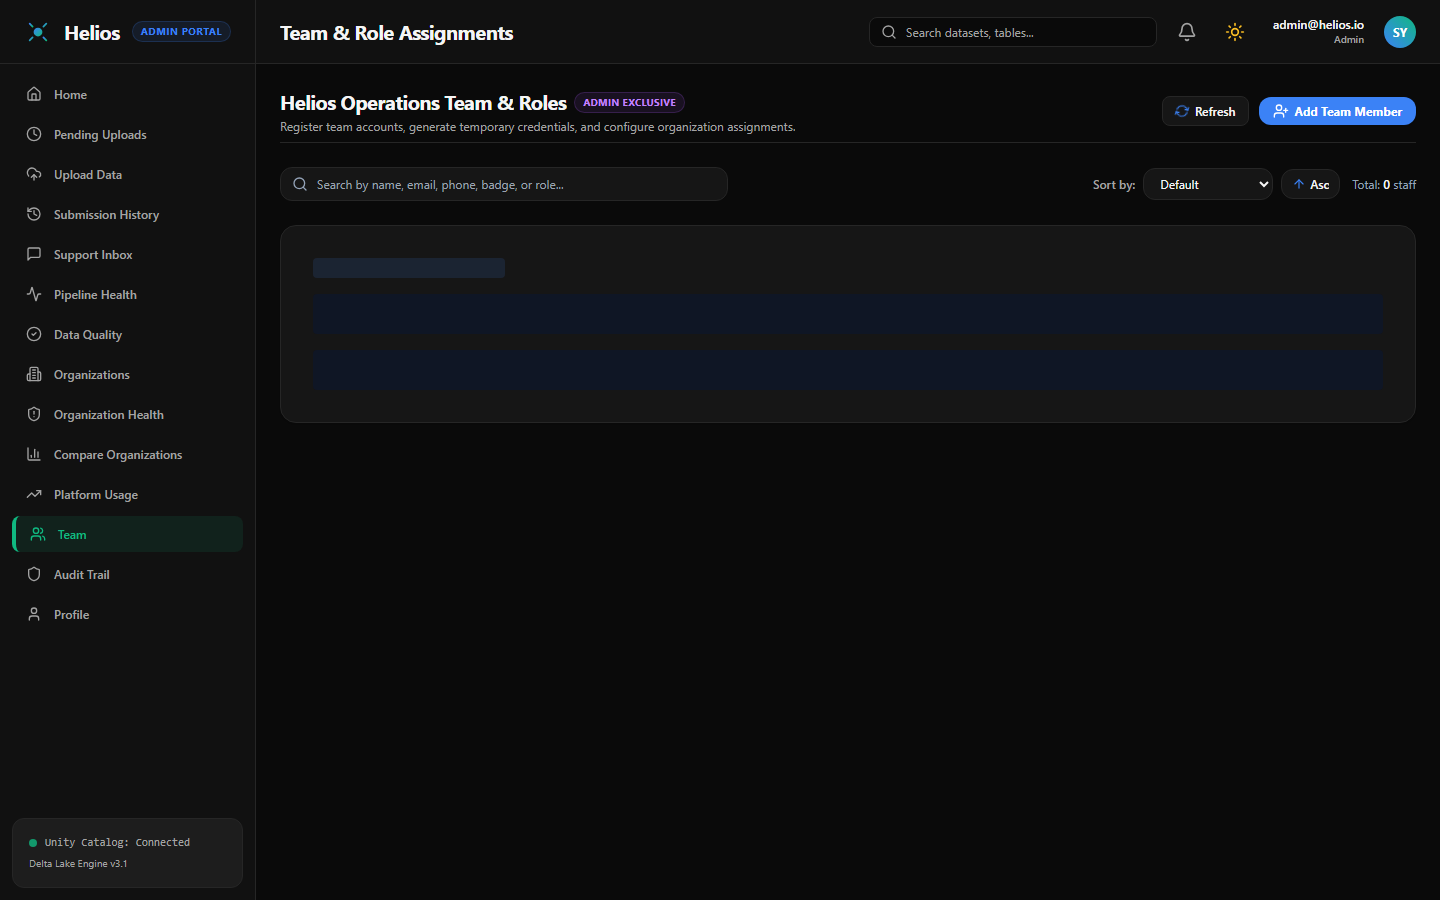 Helios
ADMIN PORTAL
Team & Role Assignments
Search datasets, tables...
admin@helios.io
Admin
SY
Home
Pending Uploads
Upload Data
Submission History
Support Inbox
Pipeline Health
Data Quality
Organizations
Organization Health
Compare Organizations
Platform Usage
Team
Audit Trail
Profile
Unity Catalog: Connected
Delta Lake Engine v3.1
Helios Operations Team & Roles
ADMIN EXCLUSIVE
Register team accounts, generate temporary credentials, and configure organization assignments.
Refresh
Add Team Member
Search by name, email, phone, badge, or role...
Sort by:
Default
Asc
Total: 0 staff